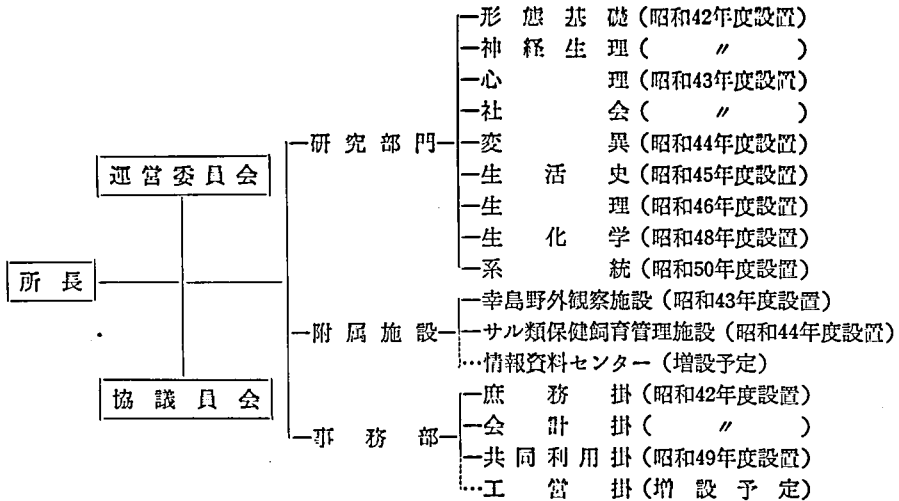 形態基礎(昭和42年度設置)
神経生理(〃)
心理(昭和43年度設置)
社会(〃)
研究部門
変異(昭和44年度設置)
運営委員会
生活史(昭和45年度設置)
生理(昭和46年度設置)
生化学(昭和48年度設置)
系統(昭和50年度設置)
所長
幸島野外観察施設(昭和43年度設置)
附属施設
サル類保健飼育管理施設(昭和44年度設置)
情報資料センター(増設予定)
協議員会
庶務掛(昭和42年度設置)
会計掛(〃)
事務部
共同利用掛(昭和49年度設置)
工営掛(増設予定)